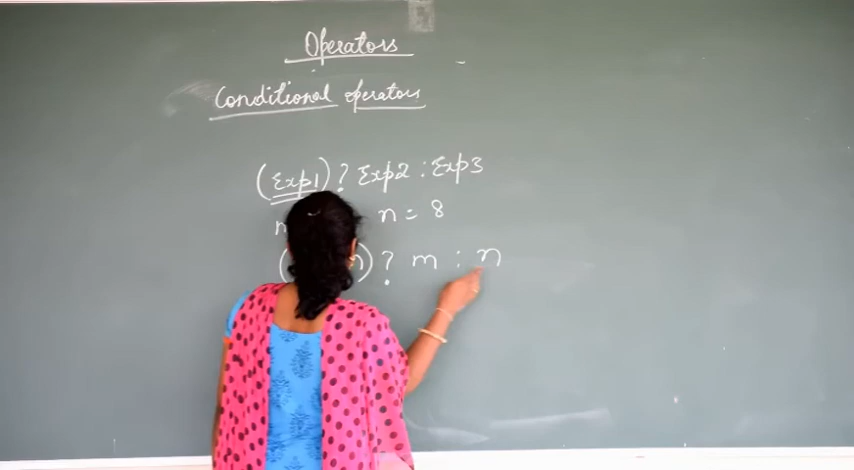 Operators
Conditional operators
(Exp1) ? Exp2 : Exp3
n = 8
n) ? m : n